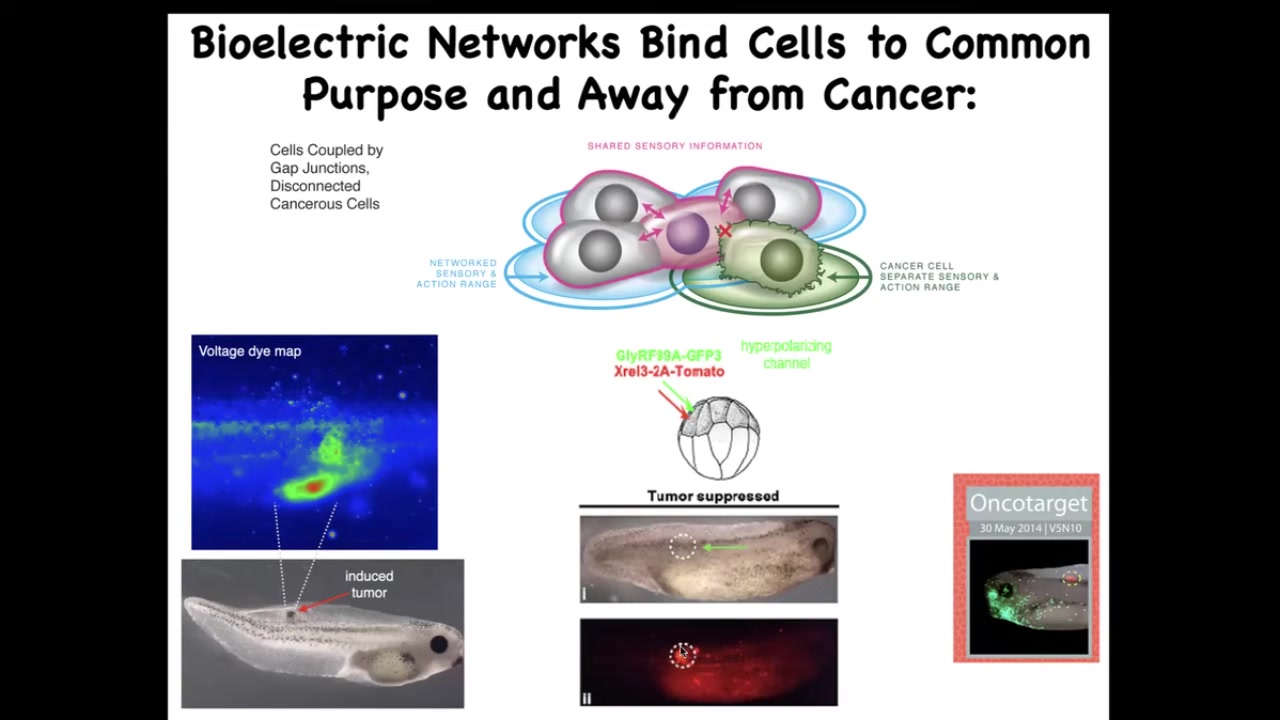 Bioelectric Networks Bind Cells to Common
Purpose and Away from Cancer:
Cells Coupled by
Gap Junctions,
Disconnected
Cancerous Cells
SHARED SENSORY INFORMATION
NETWORKED
SENSORY &
ACTION RANGE
CANCER CELL
SEPARATE SENSORY &
ACTION RANGE
Voltage dye map
induced
tumor
GlyRF99A-GFP3
Xrel3-2A-Tomato
hyperpolarizing
channel
Tumor suppressed
i
ii
Oncotarget
30 May 2014 | V5N10